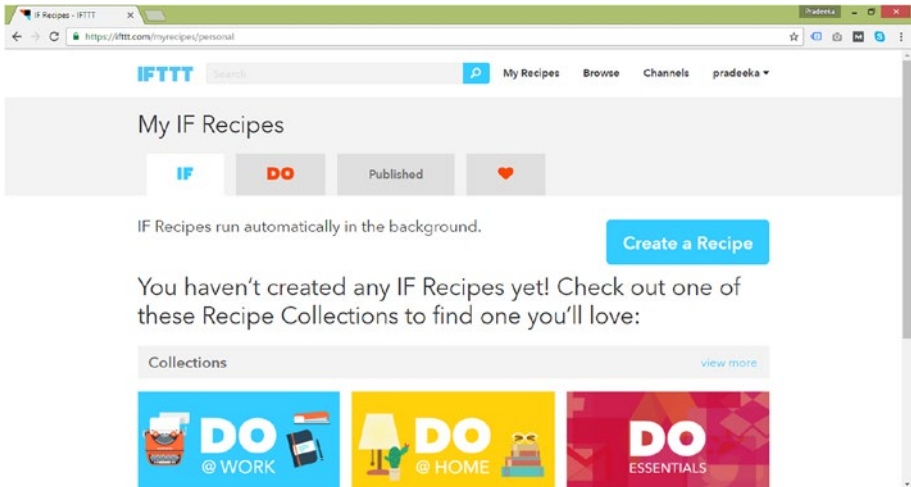 IF Recipes - IFTTT
Pradeeka
https://ifttt.com/myrecipes/personal
IFTTT Search My Recipes Browse Channels pradeeka
My IF Recipes
IF DO Published
IF Recipes run automatically in the background.
Create a Recipe
You haven't created any IF Recipes yet! Check out one of
these Recipe Collections to find one you'll love:
Collections view more
DO DO DO
@ WORK @ HOME ESSENTIALS